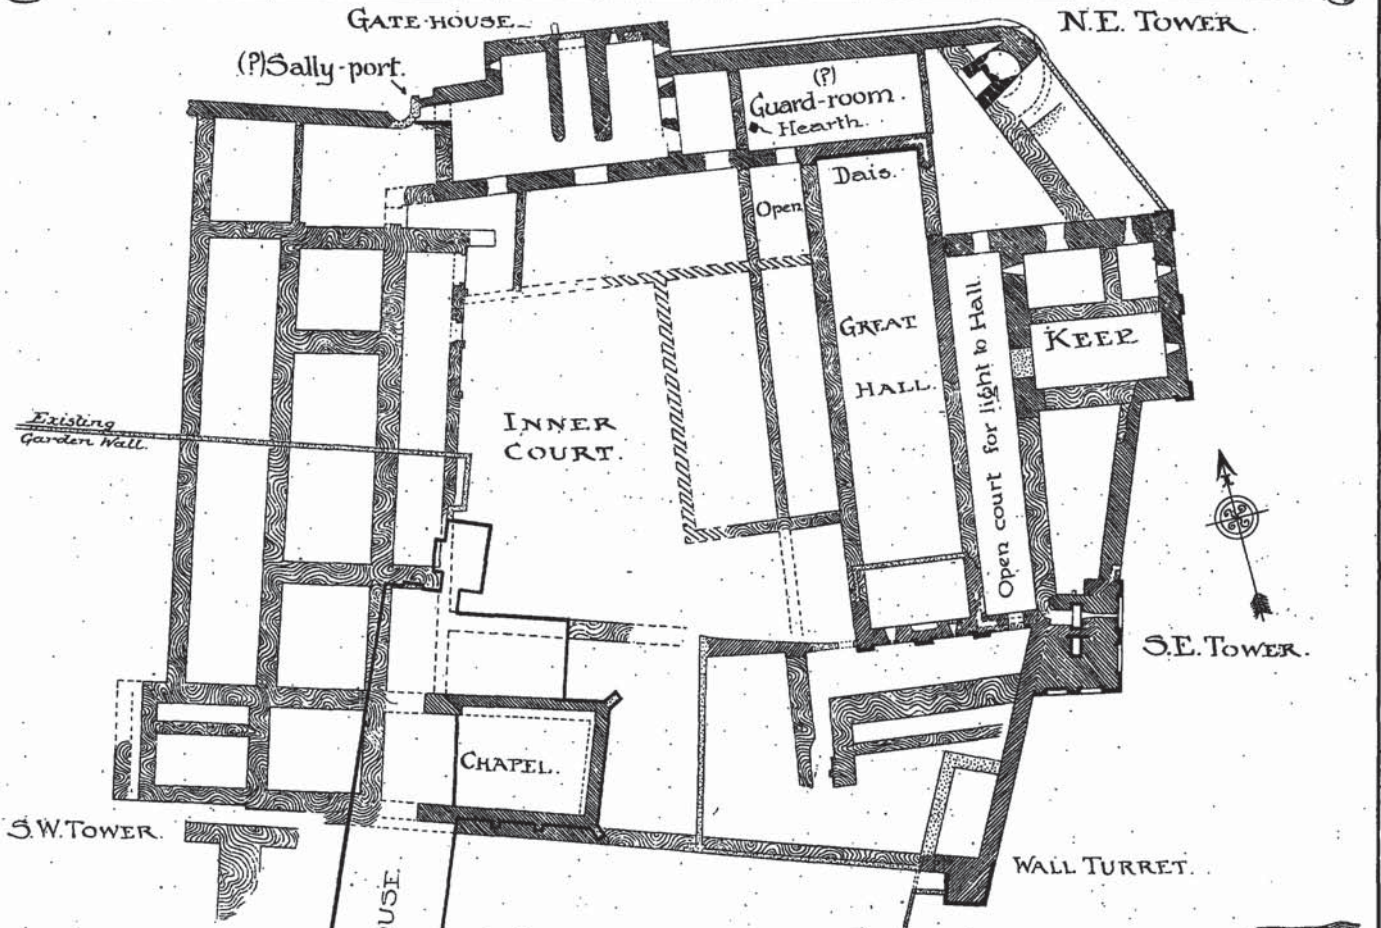 GATE-HOUSE
N.E. TOWER.
(?) Sally-port.
(?)
Guard-room.
Hearth.
Dais.
Open
GREAT
HALL.
Open court for light to Hall.
KEEP
Existing
Garden Wall.
INNER
COURT.
S.E. TOWER.
CHAPEL.
S.W. TOWER.
WALL TURRET.
USE.